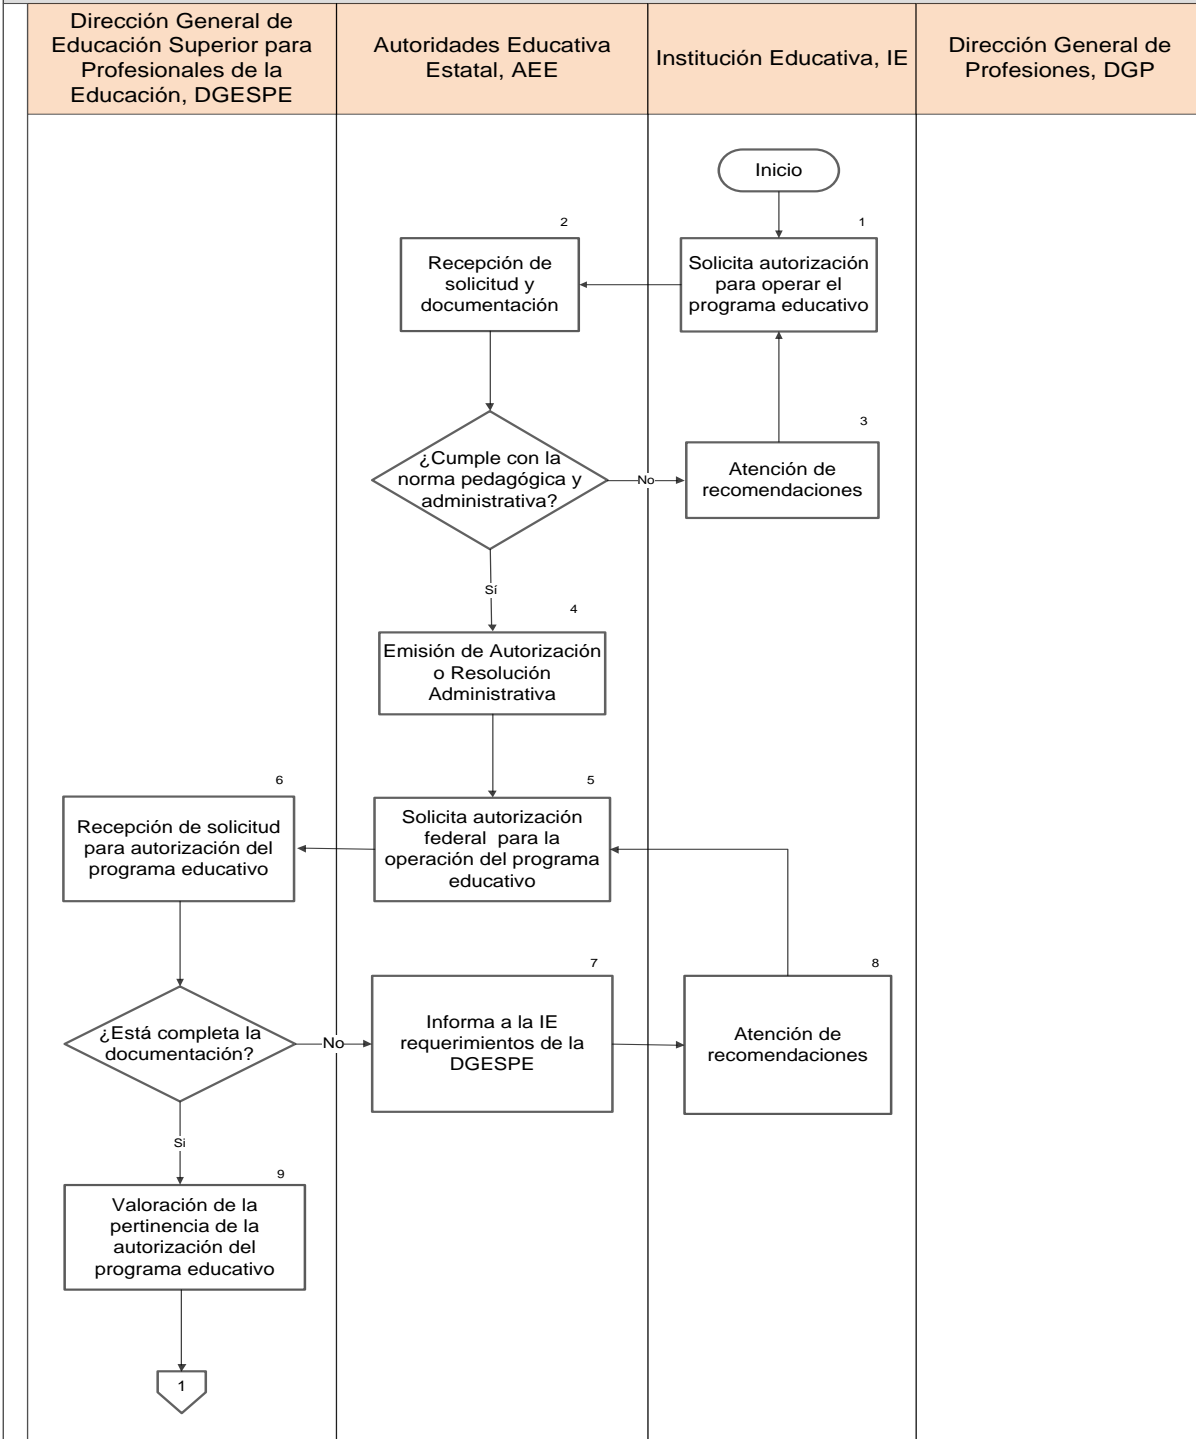 Dirección General de
Educación Superior para
Profesionales de la
Educación, DGESPE
Autoridades Educativa
Estatal, AEE
Institución Educativa, IE
Dirección General de
Profesiones, DGP
Inicio
1
Solicita autorización
para operar el
programa educativo
2
Recepción de
solicitud y
documentación
¿Cumple con la
norma pedagógica y
administrativa?
No
3
Atención de
recomendaciones
Sí
4
Emisión de Autorización
o Resolución
Administrativa
5
Solicita autorización
federal para la
operación del programa
educativo
6
Recepción de solicitud
para autorización del
programa educativo
¿Está completa la
documentación?
No
7
Informa a la IE
requerimientos de la
DGESPE
8
Atención de
recomendaciones
Si
9
Valoración de la
pertinencia de la
autorización del
programa educativo
1